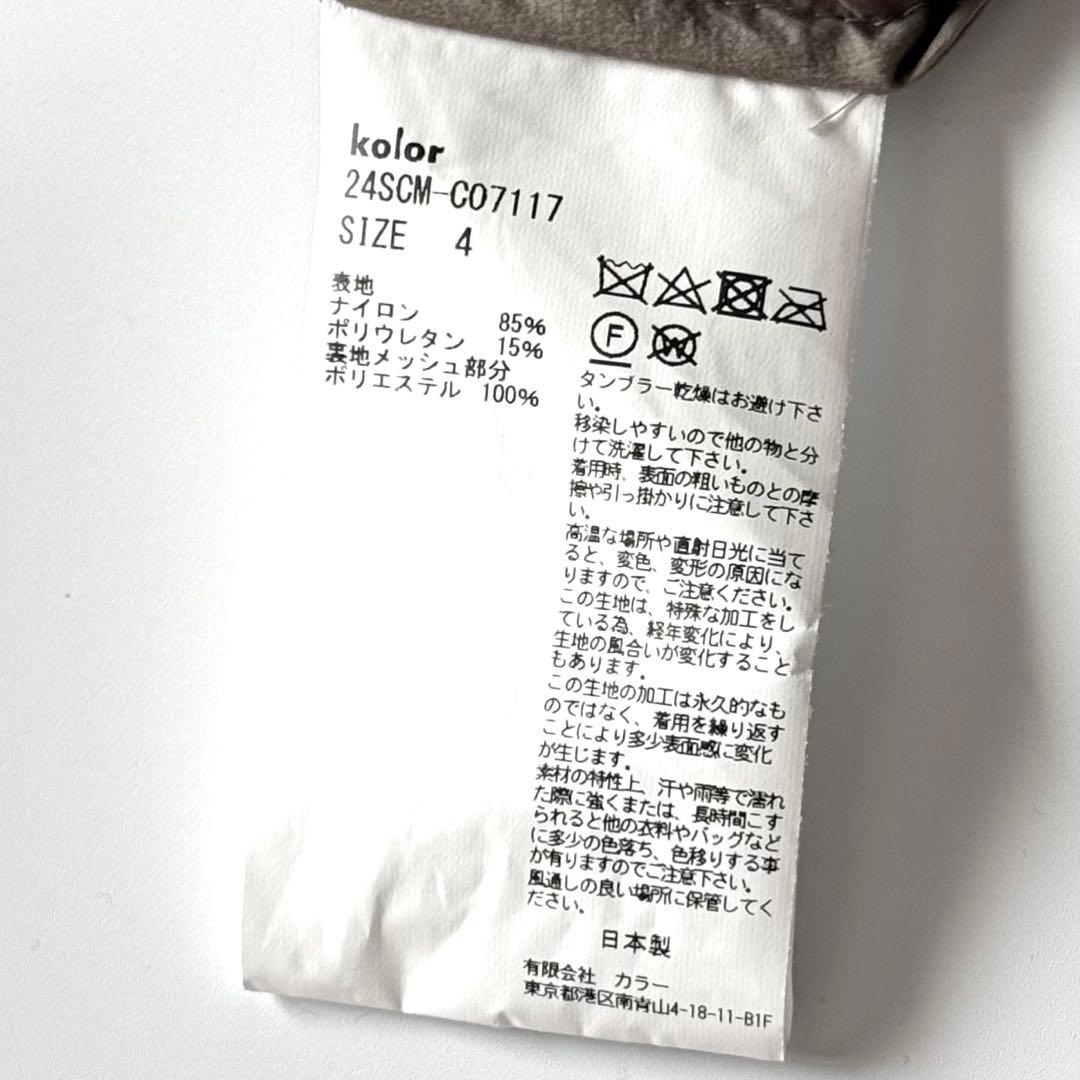 kolor
24SCM-CO7117
SIZE 4
表地
ナイロン 85%
ポリウレタン 15%
裏地メッシュ部分
ポリエステル 100%
F
W
タンブラー乾燥はお避け下さ
い。
移染しやすいので他の物と分
けて洗濯して下さい。
着用時、表面の粗いものとの摩
擦や引っ掛かりに注意して下さ
い。
高温な場所や直射日光に当て
ると、変色、変形の原因にな
りますので、ご注意ください。
この生地は、特殊な加工をし
ている為、経年変化により、
生地の風合いが変化すること
もあります。
この生地の加工は永久的なも
のではなく、着用を繰り返す
ことにより多少表面感に変化
が生じます。
素材の特性上、汗や雨等で濡れ
た際に強くまたは、長時間こす
られると他の衣料やバッグなど
に多少の色落ち、色移りする事
が有りますのでご注意下さい。
風通しの良い場所に保管してく
ださい。
日本製
有限会社 カラー
東京都港区南青山4-18-11-B1F